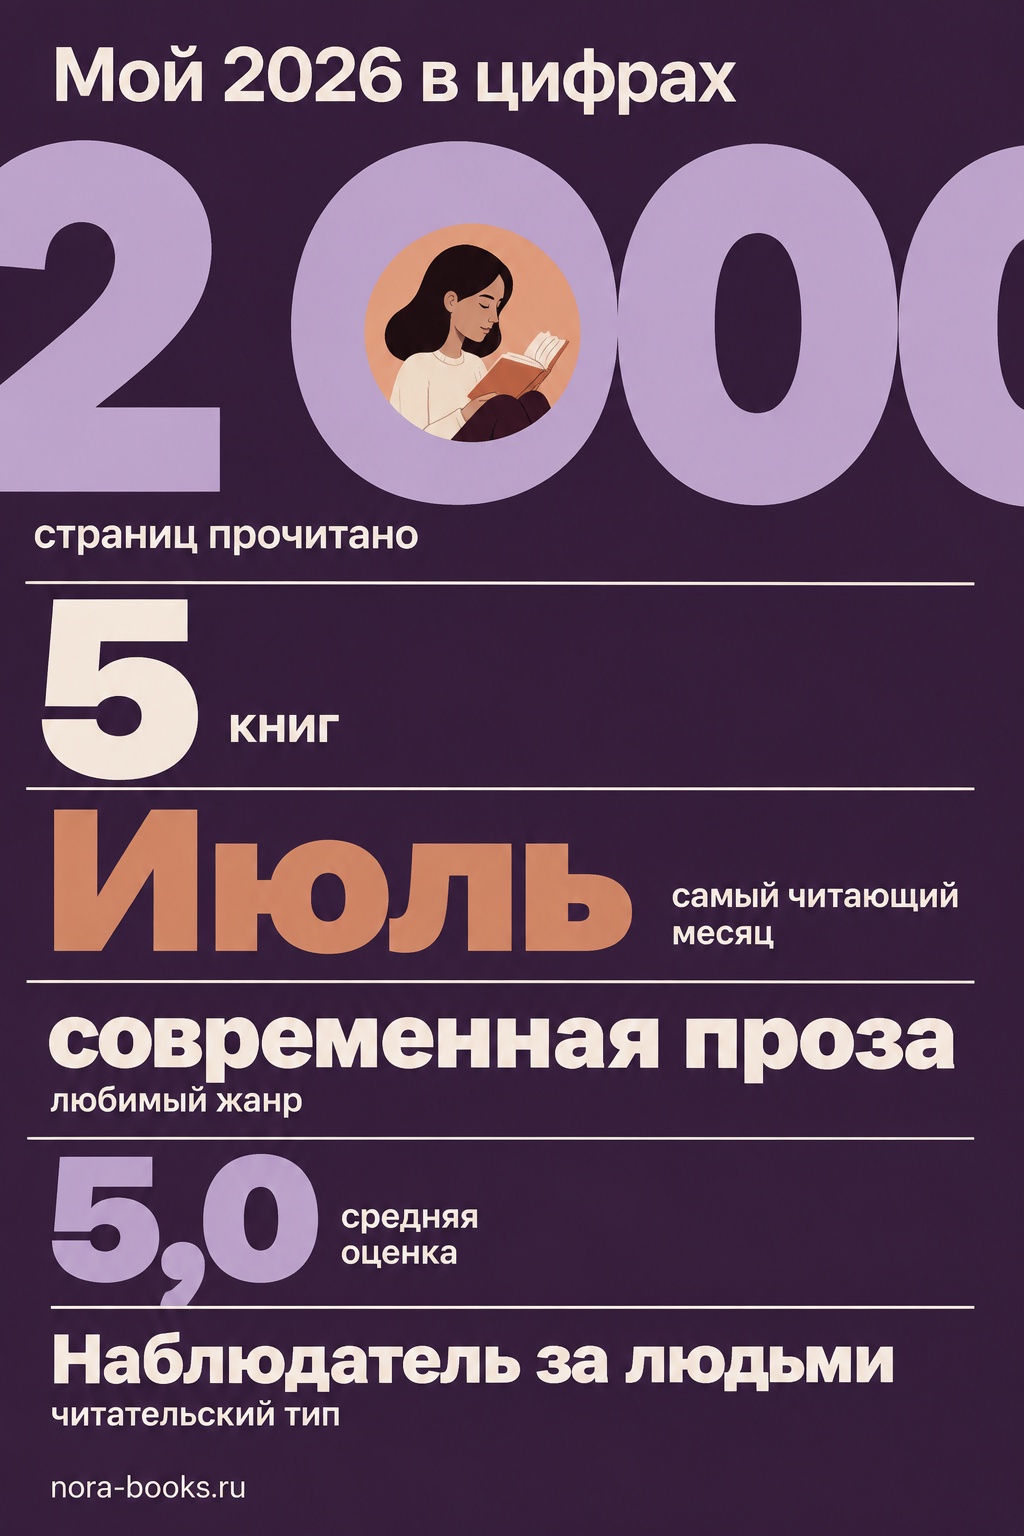 Мой 2026 в цифрах
2 000
страниц прочитано
5 книг
Июль самый читающий
месяц
современная проза
любимый жанр
5,0 средняя
оценка
Наблюдатель за людьми
читательский тип
nora-books.ru